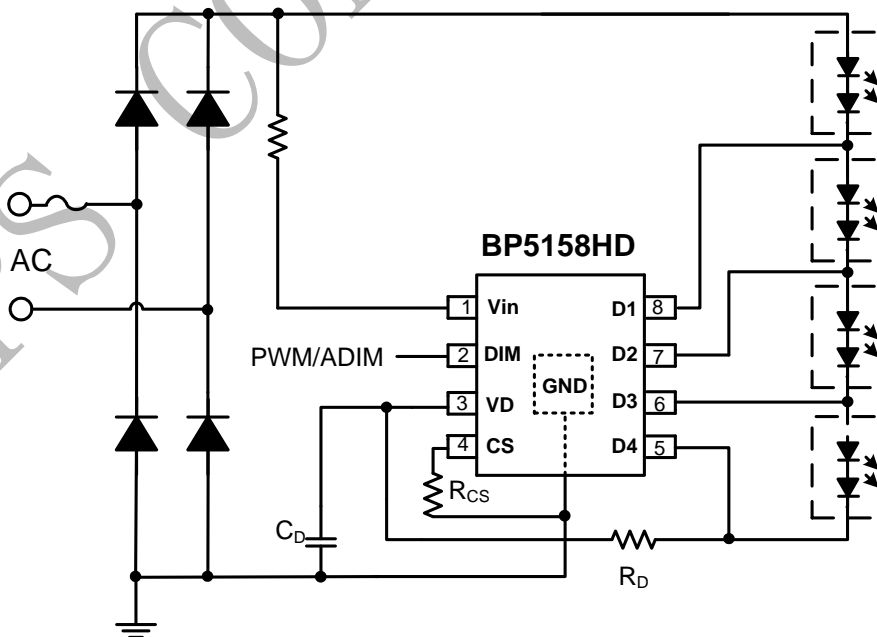 S CO
AC
BP5158HD
1 Vin D1 8
PWM/ADIM 2 DIM D2 7
GND
3 VD D3 6
4 CS D4 5
RCS
CD
RD